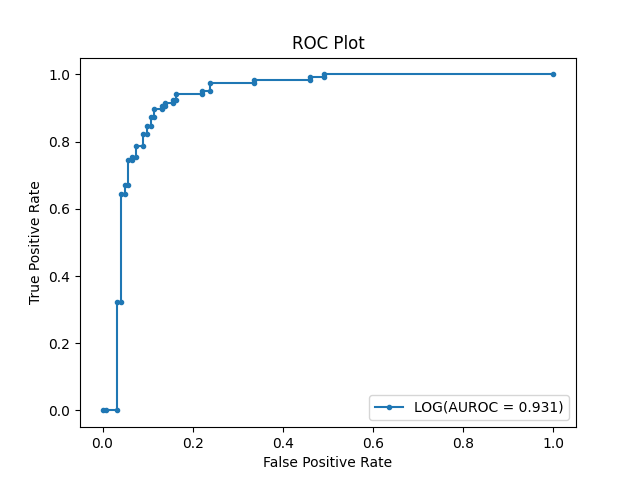 ROC Plot
1.0
0.8
0.6
0.4
0.2
0.0
True Positive Rate
LOG(AUROC = 0.931)
0.0 0.2 0.4 0.6 0.8 1.0
False Positive Rate